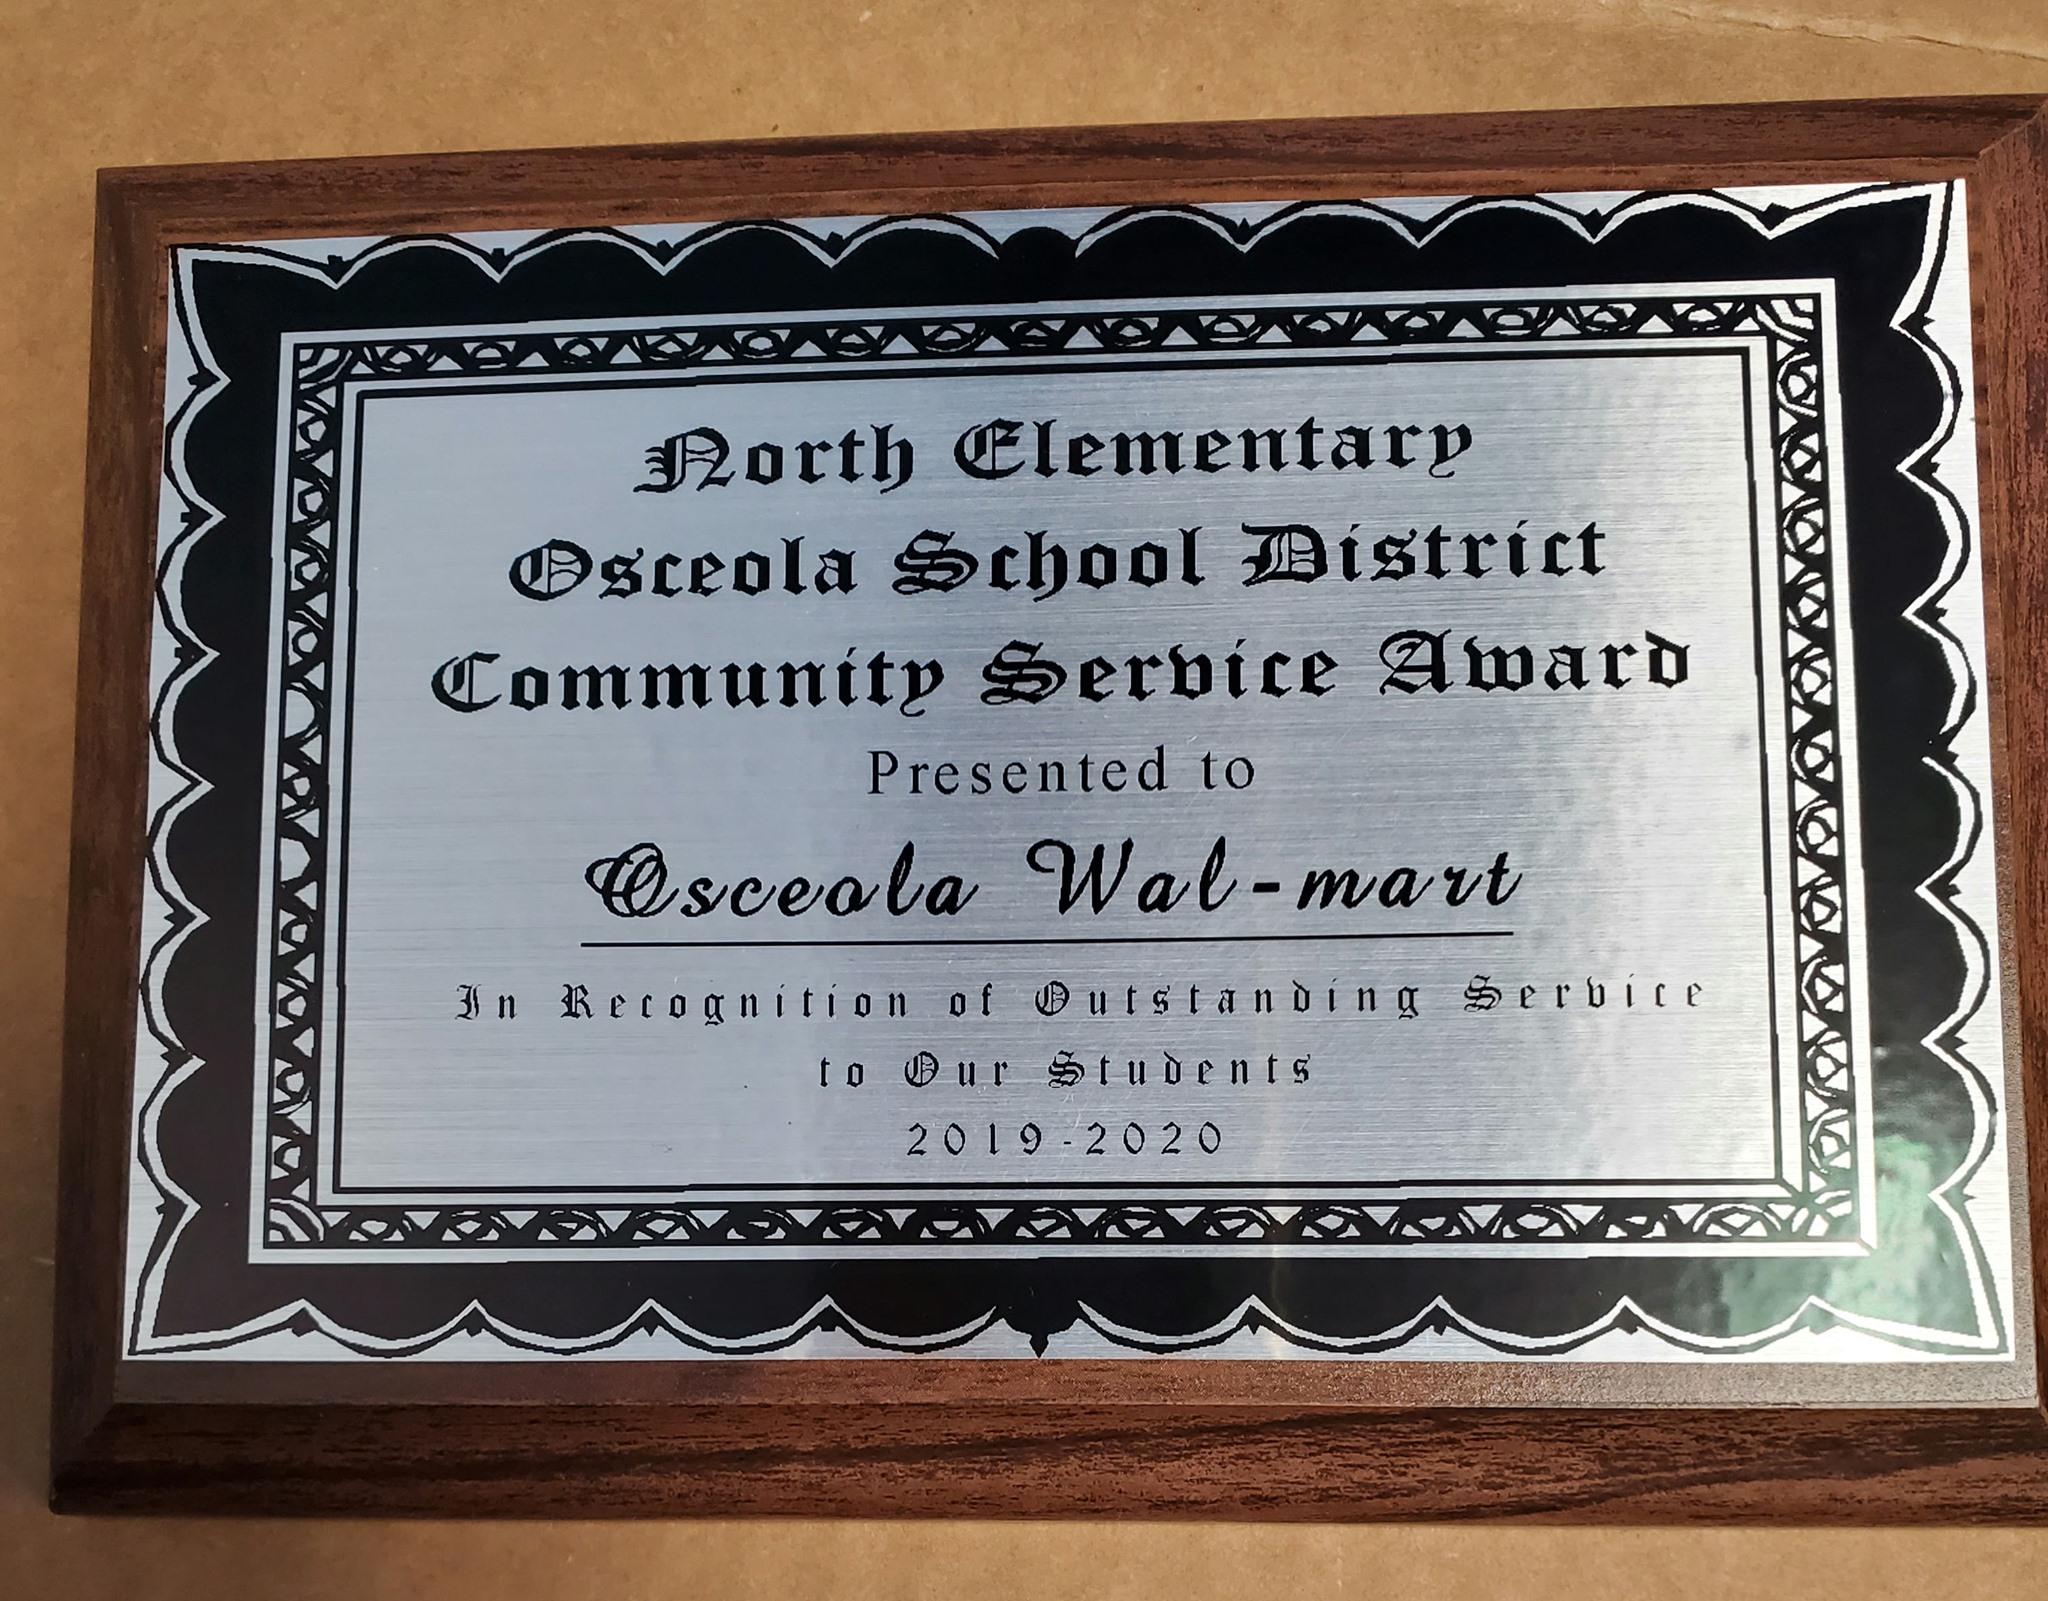 North Elementary
Osceola School District
Community Service Award
Presented to
Osceola Wal-mart
In Recognition of Outstanding Service
to Our Students
2019-2020